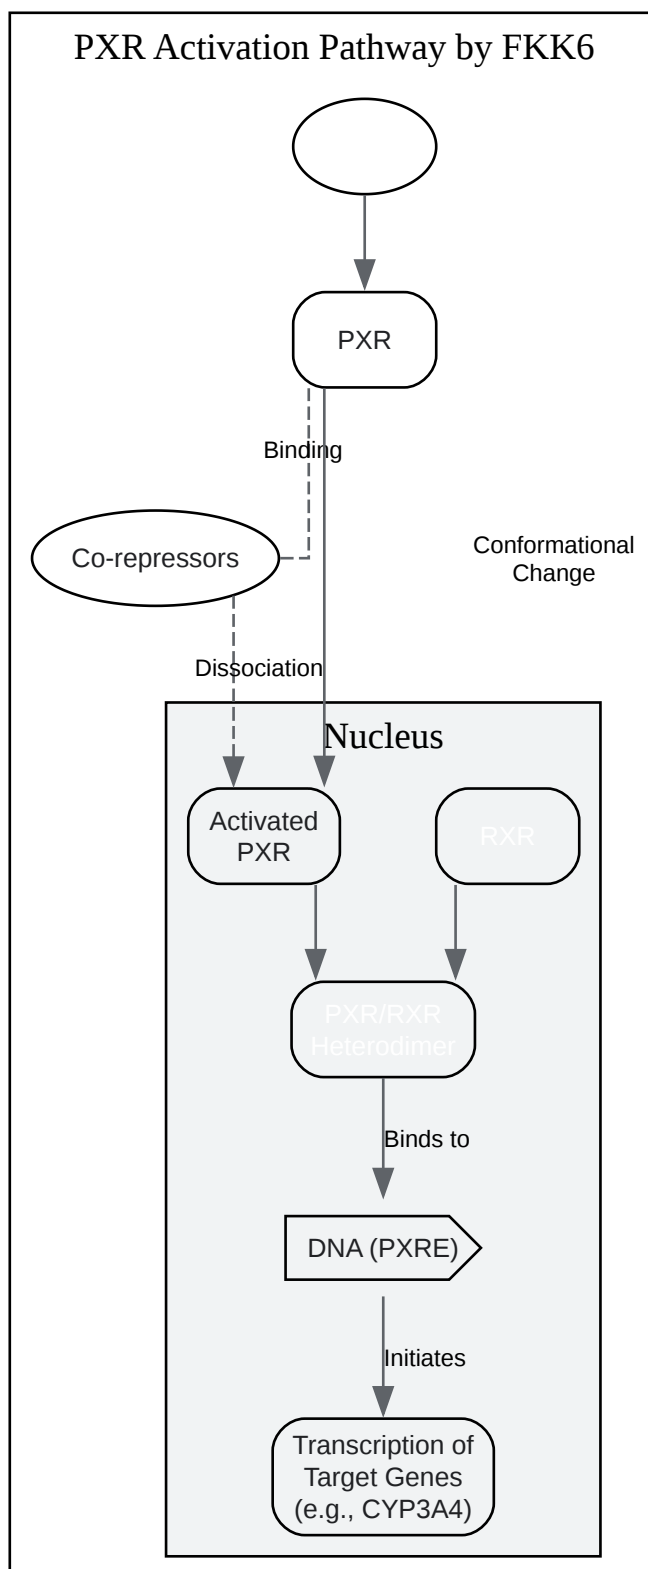 PXR Activation Pathway by FKK6
PXR
Binding
Co-repressors
Conformational
Change
Dissociation
Nucleus
Activated
PXR
RXR
PXR/RXR
Heterodimer
Binds to
DNA (PXRE)
Initiates
Transcription of
Target Genes
(e.g., CYP3A4)